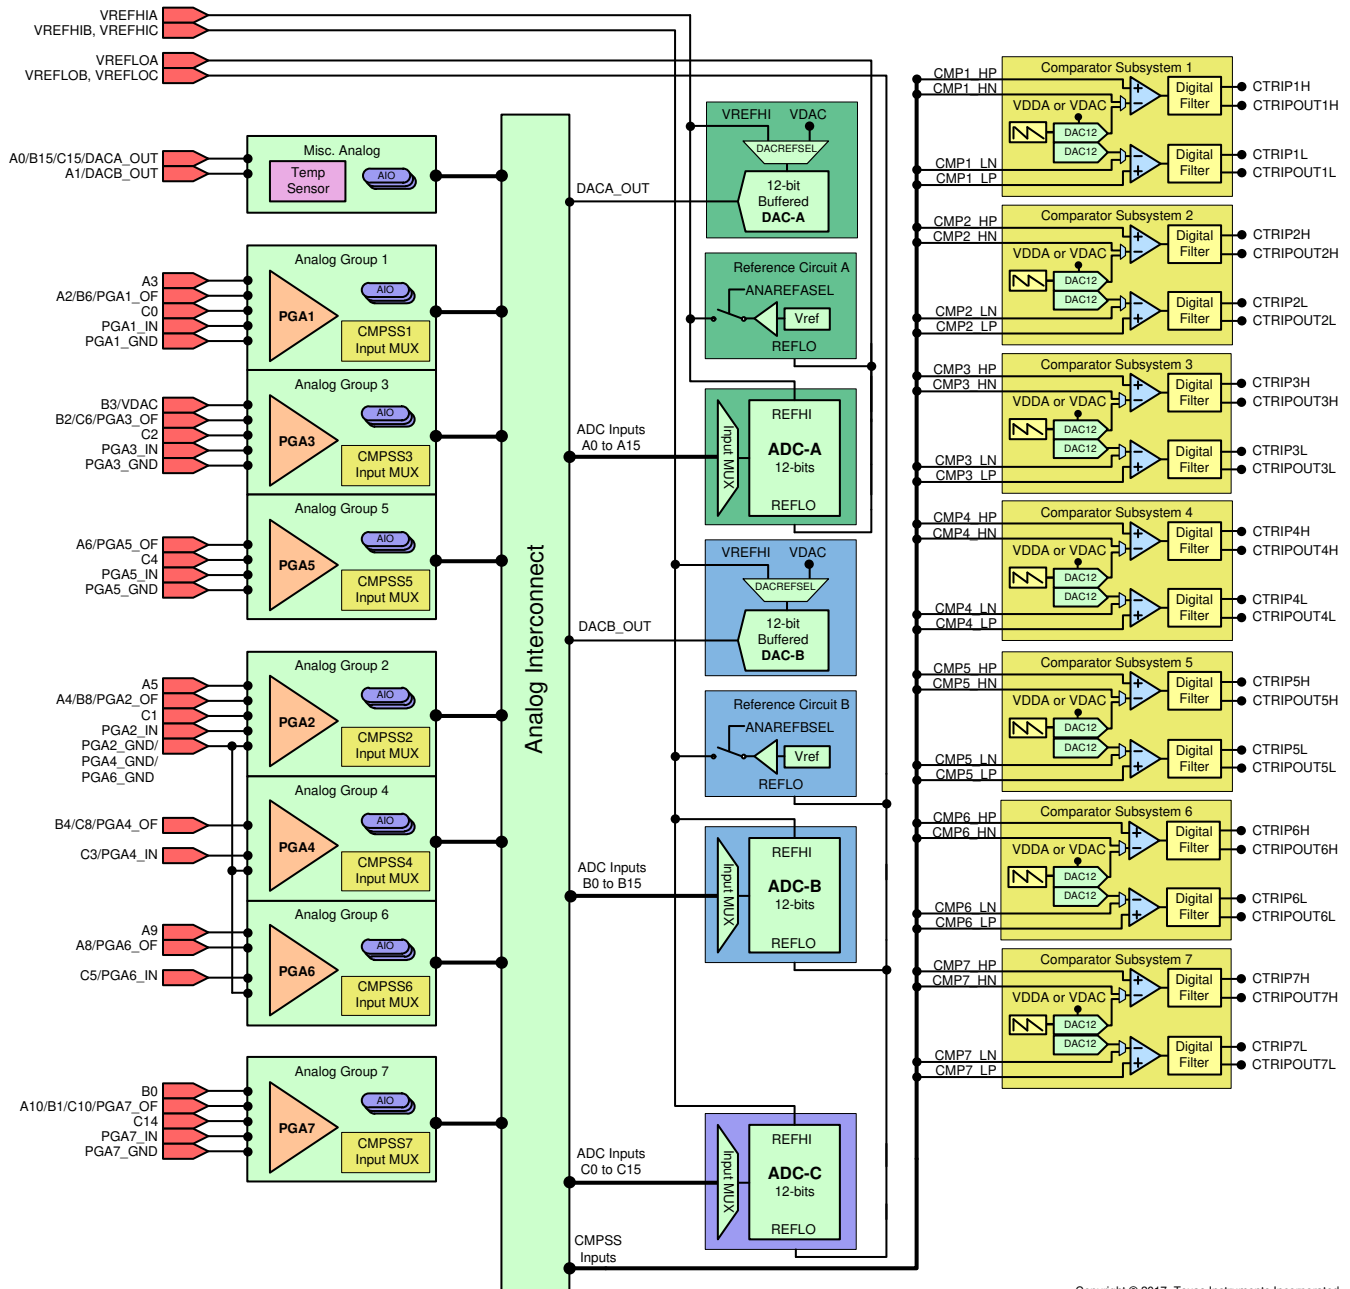 VREFHIA
VREFHIB, VREFHIC
VREFLOA
VREFLOB, VREFLOC
A0/B15/C15/DACA_OUT
A1/DACB_OUT
Misc. Analog
Temp
Sensor
AIO
A3
A2/B6/PGA1_OF
C0
PGA1_IN
PGA1_GND
Analog Group 1
PGA1
AIO
CMPSS1
Input MUX
B3/VDAC
B2/C6/PGA3_OF
C2
PGA3_IN
PGA3_GND
Analog Group 3
PGA3
AIO
CMPSS3
Input MUX
A6/PGA5_OF
C4
PGA5_IN
PGA5_GND
Analog Group 5
PGA5
AIO
CMPSS5
Input MUX
A5
A4/B8/PGA2_OF
C1
PGA2_IN
PGA2_GND/
PGA4_GND/
PGA6_GND
Analog Group 2
PGA2
AIO
CMPSS2
Input MUX
B4/C8/PGA4_OF
C3/PGA4_IN
Analog Group 4
PGA4
AIO
CMPSS4
Input MUX
A9
A8/PGA6_OF
C5/PGA6_IN
Analog Group 6
PGA6
AIO
CMPSS6
Input MUX
B0
A10/B1/C10/PGA7_OF
C14
PGA7_IN
PGA7_GND
Analog Group 7
PGA7
AIO
CMPSS7
Input MUX
Analog Interconnect
DACA_OUT
VREFHI VDAC
DACREFSEL
12-bit
Buffered
DAC-A
Reference Circuit A
ANAREFASEL
Vref
REFLO
ADC Inputs
A0 to A15
Input MUX
REFHI
ADC-A
12-bits
REFLO
DACB_OUT
VREFHI VDAC
DACREFSEL
12-bit
Buffered
DAC-B
Reference Circuit B
ANAREFBSEL
Vref
REFLO
ADC Inputs
B0 to B15
Input MUX
REFHI
ADC-B
12-bits
REFLO
ADC Inputs
C0 to C15
Input MUX
REFHI
ADC-C
12-bits
REFLO
CMPSS
Inputs
Comparator Subsystem 1
CMP1_HP
CMP1_HN
VDDA or VDAC
DAC12
DAC12
CMP1_LN
CMP1_LP
Digital
Filter
Digital
Filter
CTRIP1H
CTRIPOUT1H
CTRIP1L
CTRIPOUT1L
Comparator Subsystem 2
CMP2_HP
CMP2_HN
VDDA or VDAC
DAC12
DAC12
CMP2_LN
CMP2_LP
Digital
Filter
Digital
Filter
CTRIP2H
CTRIPOUT2H
CTRIP2L
CTRIPOUT2L
Comparator Subsystem 3
CMP3_HP
CMP3_HN
VDDA or VDAC
DAC12
DAC12
CMP3_LN
CMP3_LP
Digital
Filter
Digital
Filter
CTRIP3H
CTRIPOUT3H
CTRIP3L
CTRIPOUT3L
Comparator Subsystem 4
CMP4_HP
CMP4_HN
VDDA or VDAC
DAC12
DAC12
CMP4_LN
CMP4_LP
Digital
Filter
Digital
Filter
CTRIP4H
CTRIPOUT4H
CTRIP4L
CTRIPOUT4L
Comparator Subsystem 5
CMP5_HP
CMP5_HN
VDDA or VDAC
DAC12
DAC12
CMP5_LN
CMP5_LP
Digital
Filter
Digital
Filter
CTRIP5H
CTRIPOUT5H
CTRIP5L
CTRIPOUT5L
Comparator Subsystem 6
CMP6_HP
CMP6_HN
VDDA or VDAC
DAC12
DAC12
CMP6_LN
CMP6_LP
Digital
Filter
Digital
Filter
CTRIP6H
CTRIPOUT6H
CTRIP6L
CTRIPOUT6L
Comparator Subsystem 7
CMP7_HP
CMP7_HN
VDDA or VDAC
DAC12
DAC12
CMP7_LN
CMP7_LP
Digital
Filter
Digital
Filter
CTRIP7H
CTRIPOUT7H
CTRIP7L
CTRIPOUT7L
Copyright © 2017, Texas Instruments Incorporated